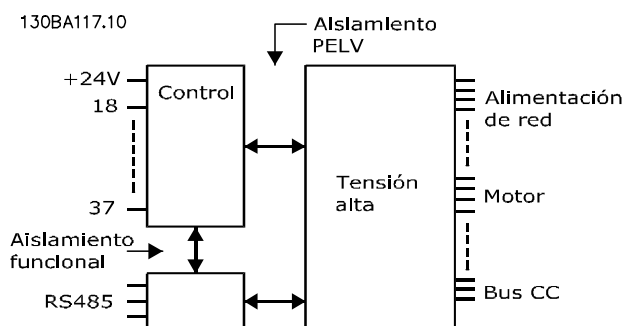 130BA117.10
Aislamiento
PELV
+24V
18
Control
Alimentación
de red
Tensión
alta
37
Motor
Aislamiento
funcional
RS485
Bus CC